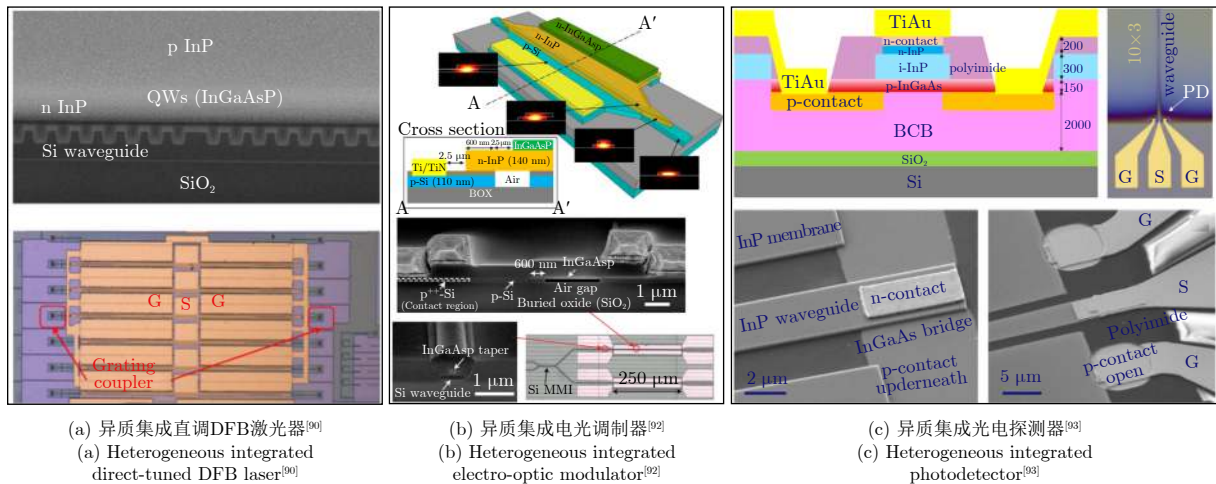 p InP
QWs (InGaAsP)
n InP
Si waveguide
SiO₂
G S G
Grating
coupler
(a) 异质集成直调DFB激光器[90]
(a) Heterogeneous integrated
direct-tuned DFB laser[90]
A′
n-InGaAsp
n-InP
p-Si
A
Cross section
600 nm 2.5 μm
InGaAsP
2.5 μm
Ti/TiN
n-InP (140 nm)
p-Si (110 nm)
Air
BOX
A A′
600 nm InGaAsp
p⁺⁺-Si
(Contact region)
p-Si
Air gap
Buried oxide (SiO₂)
1 μm
InGaAsp taper
Si waveguide
1 μm
Si MMI
250 μm
(b) 异质集成电光调制器[92]
(b) Heterogeneous integrated
electro-optic modulator[92]
TiAu
n-contact
n-InP
i-InP
polyimide
TiAu
p-InGaAs
p-contact
BCB
SiO₂
Si
200
300
150
2000
10×3
waveguide
PD
G S G
InP membrane
n-contact
InP waveguide
InGaAs bridge
p-contact
upderneath
2 μm
G
S
Polyimide
p-contact
open
G
5 μm
(c) 异质集成光电探测器[93]
(c) Heterogeneous integrated
photodetector[93]